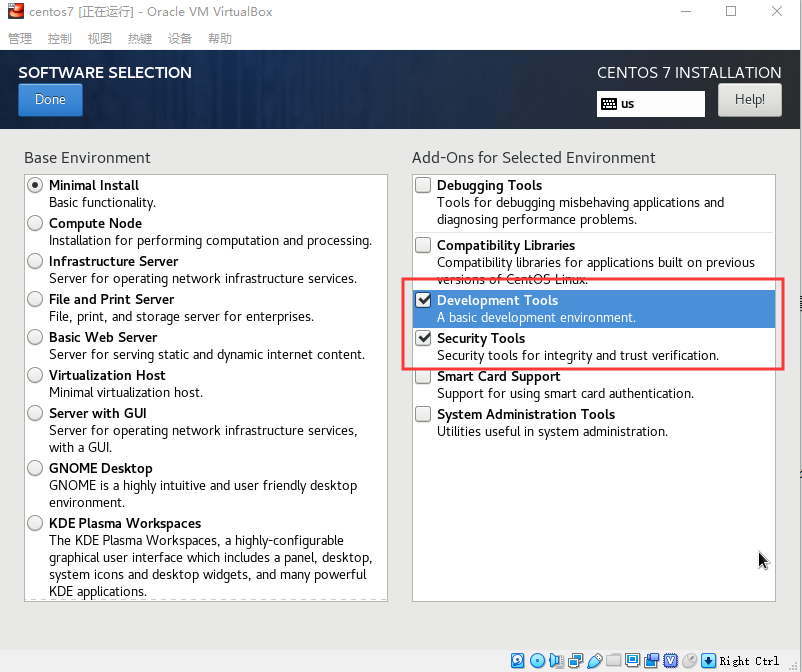 centos7 [正在运行] - Oracle VM VirtualBox
管理 控制 视图 热键 设备 帮助
SOFTWARE SELECTION
CENTOS 7 INSTALLATION
Done
us
Help!
Base Environment
Minimal Install
Basic functionality.
Compute Node
Installation for performing computation and processing.
Infrastructure Server
Server for operating network infrastructure services.
File and Print Server
File, print, and storage server for enterprises.
Basic Web Server
Server for serving static and dynamic internet content.
Virtualization Host
Minimal virtualization host.
Server with GUI
Server for operating network infrastructure services,
with a GUI.
GNOME Desktop
GNOME is a highly intuitive and user friendly desktop
environment.
KDE Plasma Workspaces
The KDE Plasma Workspaces, a highly-configurable
graphical user interface which includes a panel, desktop,
system icons and desktop widgets, and many powerful
KDE applications.
Add-Ons for Selected Environment
Debugging Tools
Tools for debugging misbehaving applications and
diagnosing performance problems.
Compatibility Libraries
Compatibility libraries for applications built on previous
versions of CentOS Linux.
Development Tools
A basic development environment.
Security Tools
Security tools for integrity and trust verification.
Smart Card Support
Support for using smart card authentication.
System Administration Tools
Utilities useful in system administration.
Right Ctrl